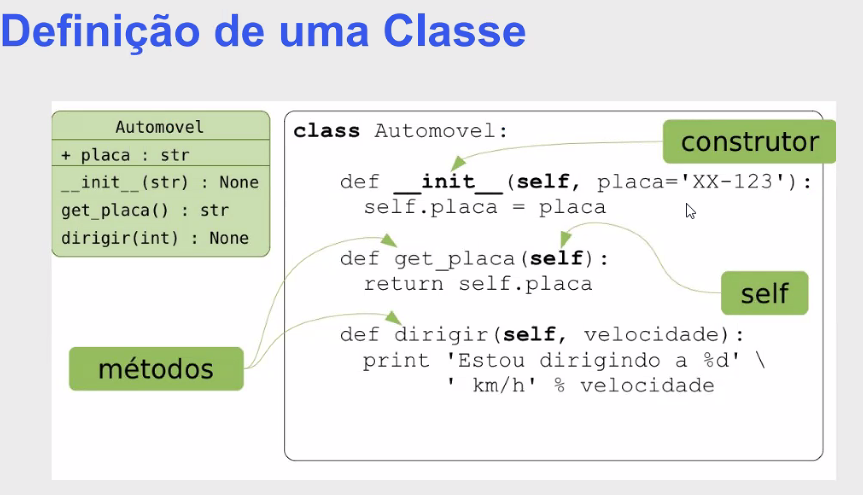 Definição de uma Classe
Automovel
+ placa : str
__init__(str) : None
get_placa() : str
dirigir(int) : None
class Automovel:
construtor
def __init__(self, placa='XX-123'):
self.placa = placa
def get_placa(self):
return self.placa
self
def dirigir(self, velocidade):
print 'Estou dirigindo a %d' \
' km/h' % velocidade
métodos